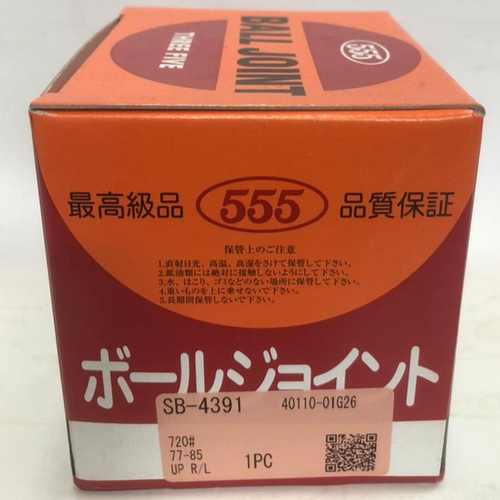 BALL JOINT
THREE FIVE
555
最高級品 555 品質保証
保管上のご注意
1.直射日光、高温、高湿をさけて保管して下さい。
2.鉱油類には絶対に接触しないようにして下さい。
3.水、ほこり、ゴミなどのない場所に保管して下さい。
4.重いものを上に乗せないで下さい。
5.長期間保管しないで下さい。
ボールジョイント
SB-4391 40110-01G26
720#
77-85
UP R/L 1PC